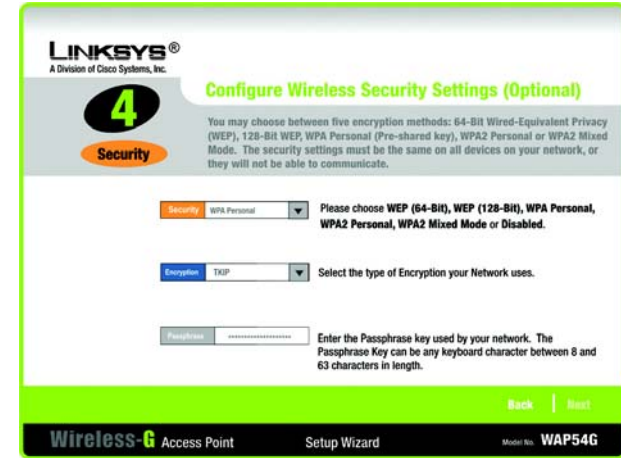 LINKSYS®
A Division of Cisco Systems, Inc.
4
Security
Configure Wireless Security Settings (Optional)
You may choose between five encryption methods: 64-Bit Wired-Equivalent Privacy
(WEP), 128-Bit WEP, WPA Personal (Pre-shared key), WPA2 Personal or WPA2 Mixed
Mode. The security settings must be the same on all devices on your network, or
they will not be able to communicate.
Security WPA Personal
Please choose WEP (64-Bit), WEP (128-Bit), WPA Personal,
WPA2 Personal, WPA2 Mixed Mode or Disabled.
Encryption TKIP
Select the type of Encryption your Network uses.
Passphrase
Enter the Passphrase key used by your network. The
Passphrase Key can be any keyboard character between 8 and
63 characters in length.
Back Next
Wireless-G Access Point Setup Wizard Model No. WAP54G